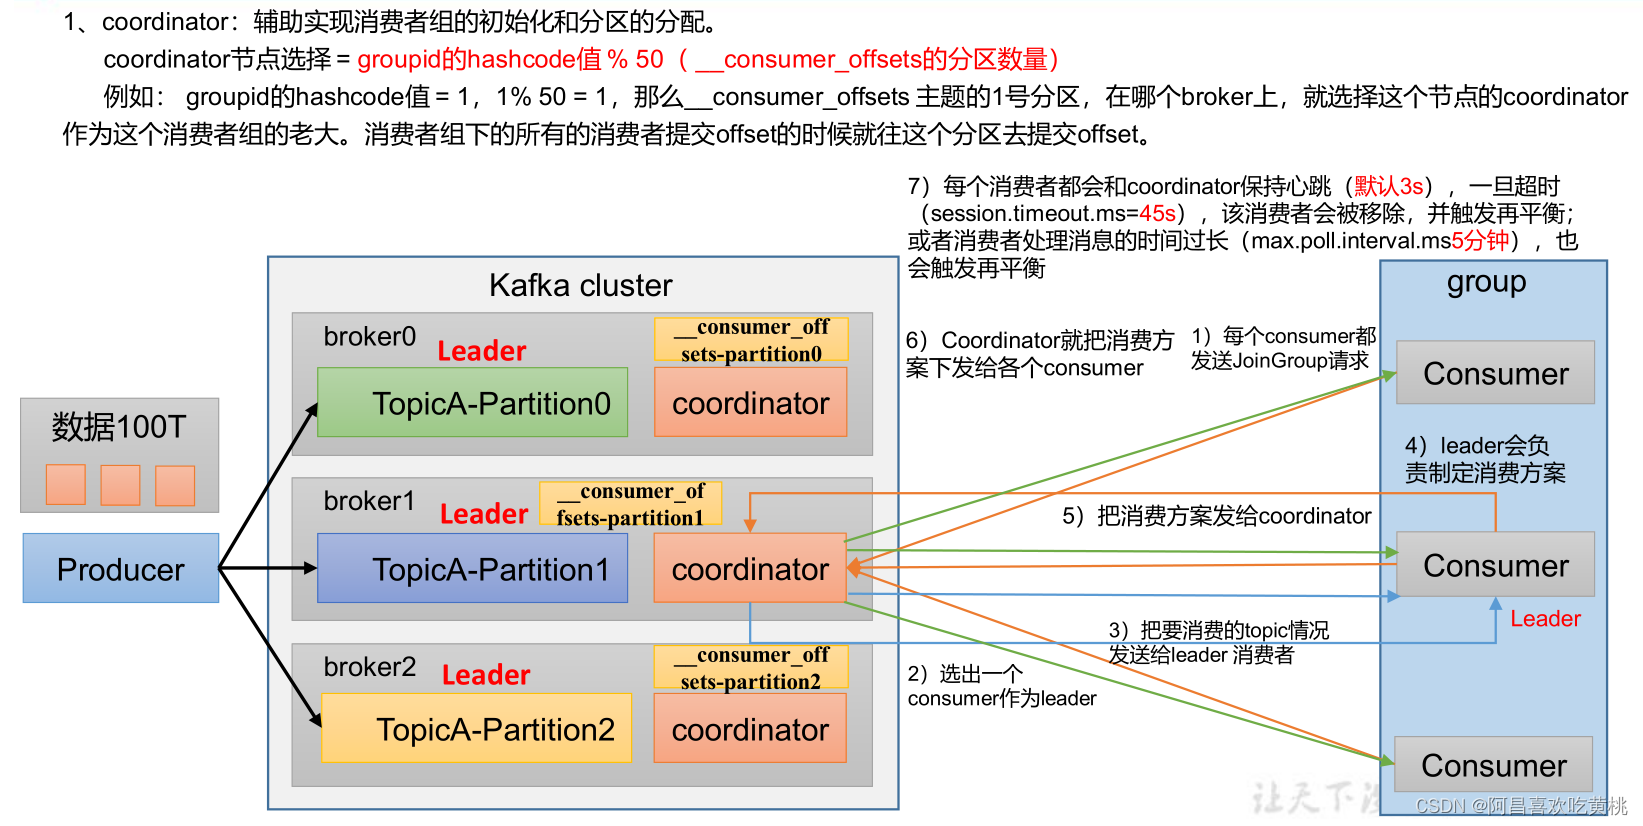 1、coordinator：辅助实现消费者组的初始化和分区的分配。
coordinator节点选择 = groupid的hashcode值 % 50（ __consumer_offsets的分区数量）
例如： groupid的hashcode值 = 1，1% 50 = 1，那么__consumer_offsets 主题的1号分区，在哪个broker上，就选择这个节点的coordinator
作为这个消费者组的老大。消费者组下的所有的消费者提交offset的时候就往这个分区去提交offset。
7）每个消费者都会和coordinator保持心跳（默认3s），一旦超时
（session.timeout.ms=45s），该消费者会被移除，并触发再平衡；
或者消费者处理消息的时间过长（max.poll.interval.ms5分钟），也
会触发再平衡
Kafka cluster
group
broker0
Leader
__consumer_off
sets-partition0
TopicA-Partition0
coordinator
6）Coordinator就把消费方
案下发给各个consumer
1）每个consumer都
发送JoinGroup请求
Consumer
数据100T
4）leader会负
责制定消费方案
broker1
Leader
__consumer_of
fsets-partition1
5）把消费方案发给coordinator
Producer
TopicA-Partition1
coordinator
Consumer
Leader
3）把要消费的topic情况
发送给leader 消费者
broker2
Leader
__consumer_off
sets-partition2
2）选出一个
consumer作为leader
TopicA-Partition2
coordinator
Consumer
让天下没
CSDN @阿昌喜欢吃黄桃